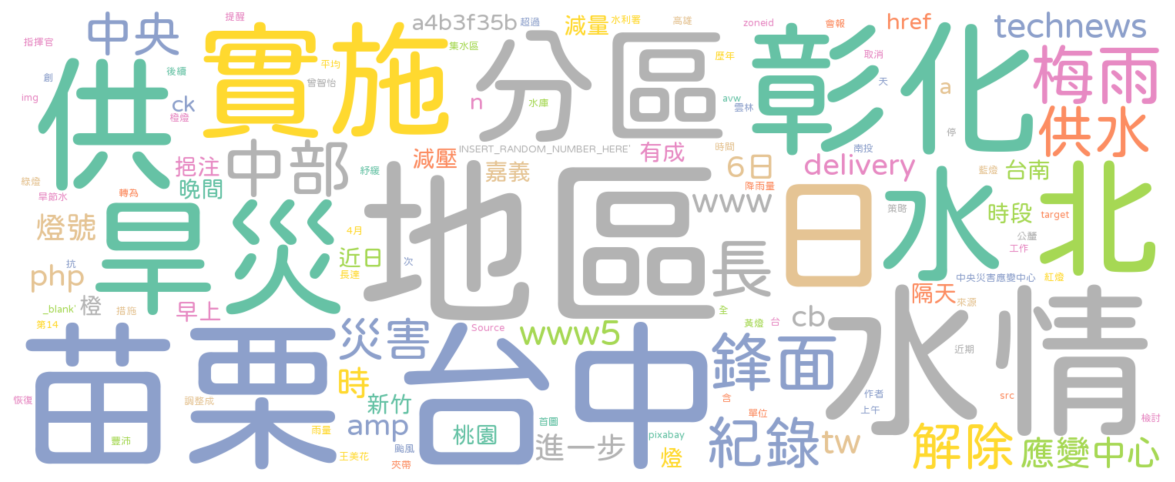 中央
a4b3f35b
超過
水利署
高雄
zoneid
會報
href
technews
提醒
指揮官
創
後續
供
實施
平均
集水區
減量
分區
歷年
彰化
取消
梅雨
img
橙燈
ck
曾智怡
n
水庫
avw
雲林
天
a
供水
INSERT_RANDOM_NUMBER_HERE`
停
挹注
中部
減壓
有成
時間
南投
綠燈
旱節水
晚間
紓緩
嘉義
6日
delivery
藍燈
台南
轉為
降雨量
燈號
旱災
地區
www
日
水
策略
時段
target
北
4月
公釐
工作
php
抗
近日
次
長
長達
中央災害應變中心
紅燈
橙
_blank`
措施
早上
隔天
來源
第14
Source
全
黃燈
cb
苗栗
災害
台中
www5
台
鋒面
水情
近期
時
恢復
調整成
新竹
含
作者
src
amp
雨量
首圖
單位
上午
檢討
豐沛
桃園
pixabay
進一步
紀錄
tw
解除
應變中心
颱風
王美花
夾帶
燈